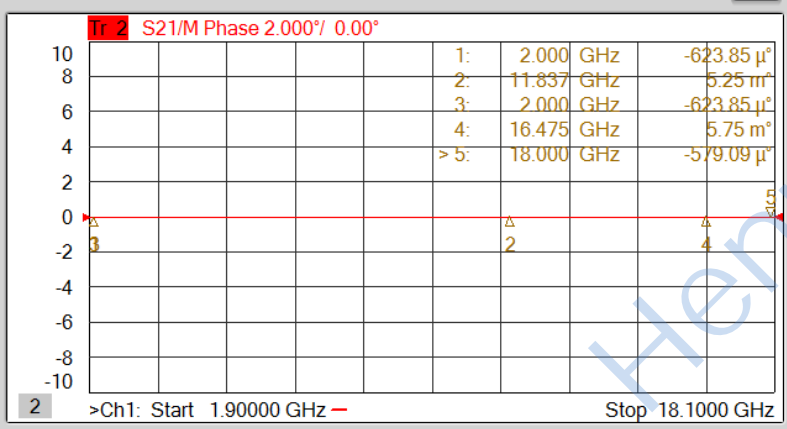 Tr 2 S21/M Phase 2.000°/ 0.00°
10
8
6
4
2
0
-2
-4
-6
-8
-10
1: 2.000 GHz -623.85 µ°
2: 11.837 GHz 5.25 m°
3: 2.000 GHz -623.85 µ°
4: 16.475 GHz 5.75 m°
> 5: 18.000 GHz -579.09 µ°
5
3
2
4
2
>Ch1: Start 1.90000 GHz
Stop 18.1000 GHz